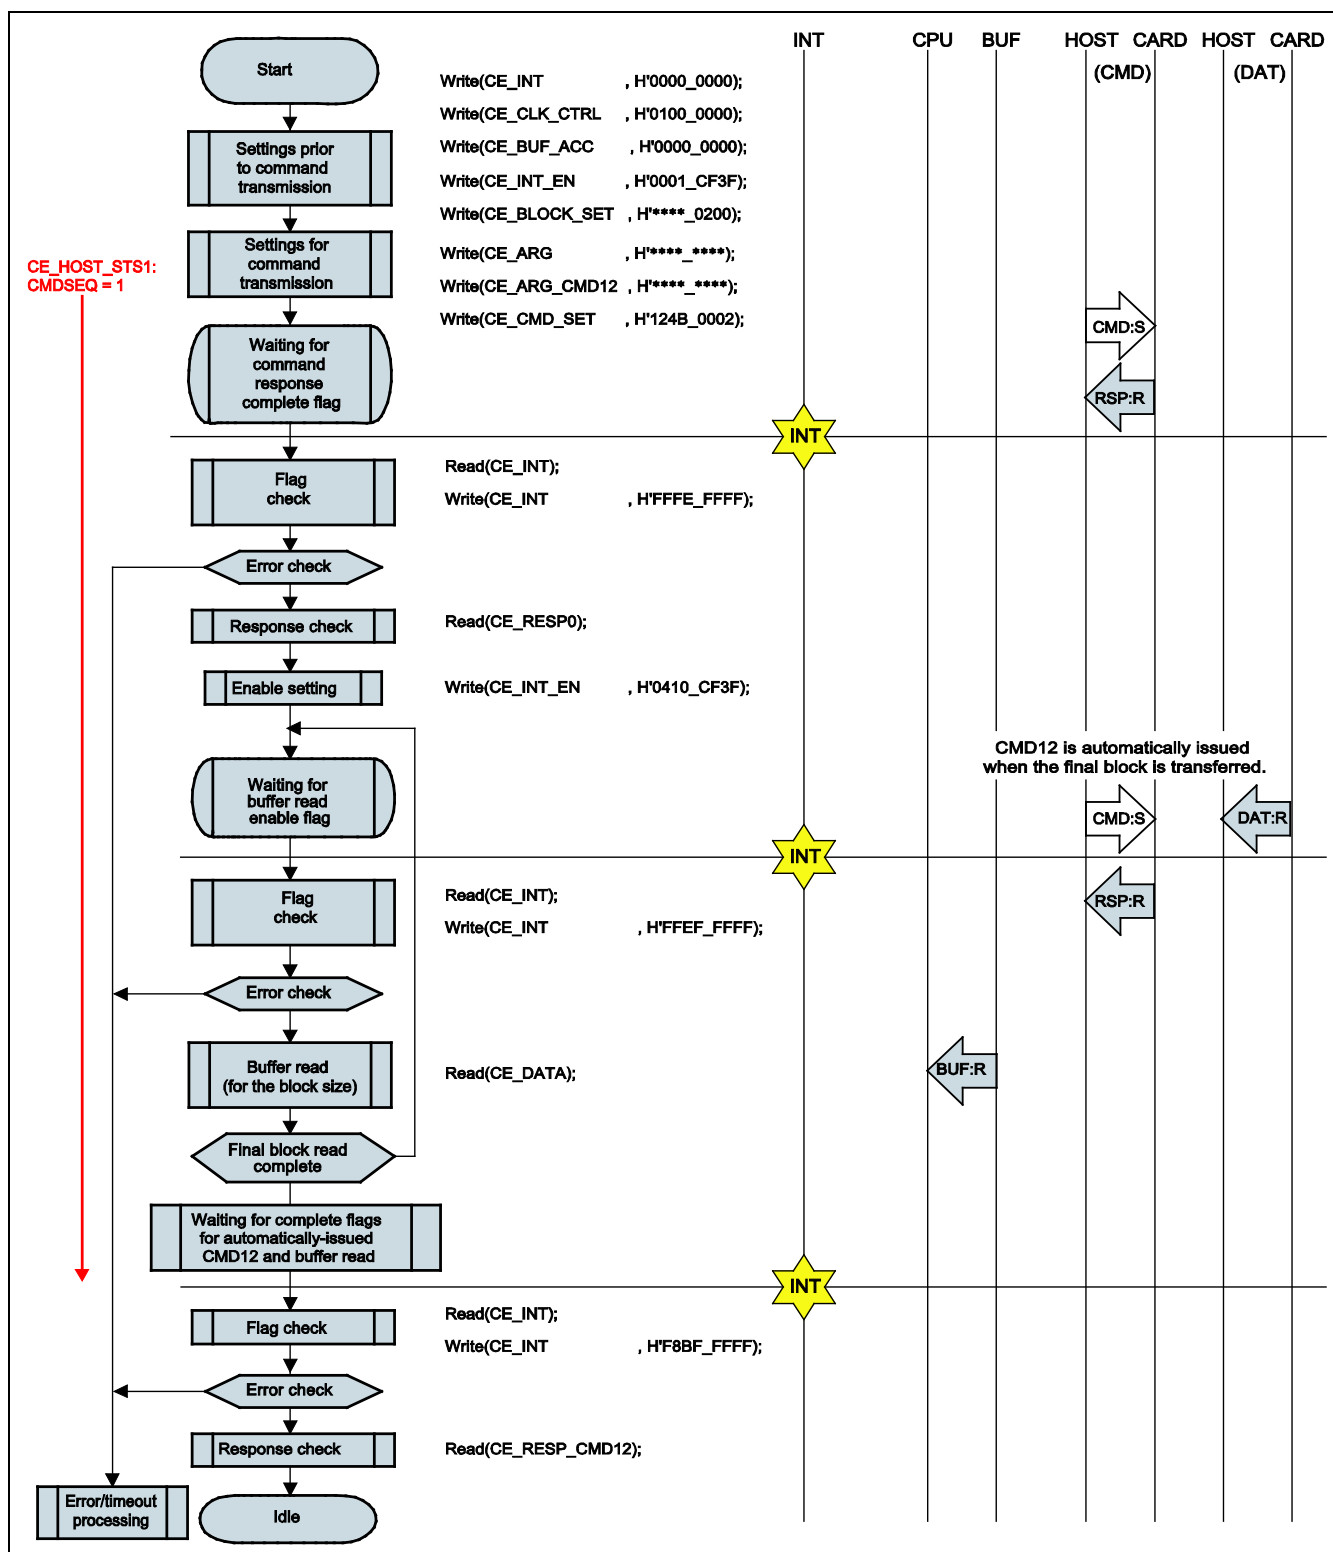 INT CPU BUF HOST CARD HOST CARD
(CMD) (DAT)
Start
Write(CE_INT , H'0000_0000);
Write(CE_CLK_CTRL , H'0100_0000);
Settings prior
to command
transmission
Write(CE_BUF_ACC , H'0000_0000);
Write(CE_INT_EN , H'0001_CF3F);
Write(CE_BLOCK_SET , H'****_0200);
CE_HOST_STS1:
CMDSEQ = 1
Settings for
command
transmission
Write(CE_ARG , H'****_****);
Write(CE_ARG_CMD12 , H'****_****);
Write(CE_CMD_SET , H'124B_0002);
CMD:S
Waiting for
command
response
complete flag
RSP:R
INT
Flag
check
Read(CE_INT);
Write(CE_INT , H'FFFE_FFFF);
Error check
Response check
Read(CE_RESP0);
Enable setting
Write(CE_INT_EN , H'0410_CF3F);
CMD12 is automatically issued
when the final block is transferred.
Waiting for
buffer read
enable flag
CMD:S
DAT:R
INT
Flag
check
Read(CE_INT);
Write(CE_INT , H'FFEF_FFFF);
RSP:R
Error check
Buffer read
(for the block size)
Read(CE_DATA);
BUF:R
Final block read
complete
Waiting for complete flags
for automatically-issued
CMD12 and buffer read
INT
Flag check
Read(CE_INT);
Write(CE_INT , H'F8BF_FFFF);
Error check
Response check
Read(CE_RESP_CMD12);
Error/timeout
processing
Idle